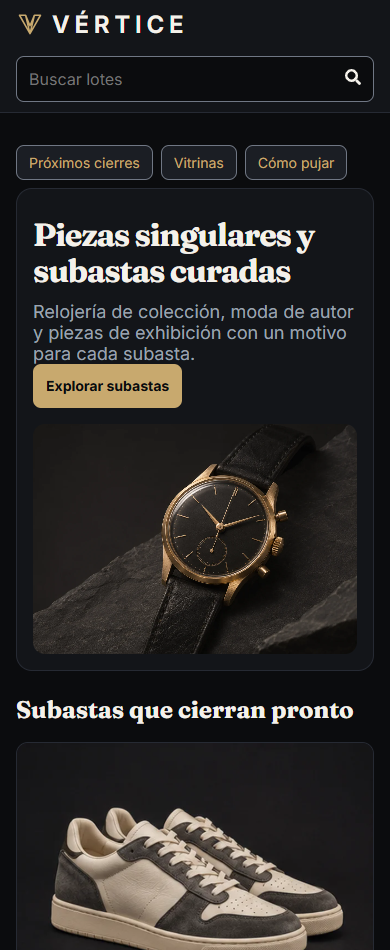 VÉRTICE
Buscar lotes
Próximos cierres
Vitrinas
Cómo pujar
Piezas singulares y
subastas curadas
Relojería de colección, moda de autor
y piezas de exhibición con un motivo
para cada subasta.
Explorar subastas
Subastas que cierran pronto